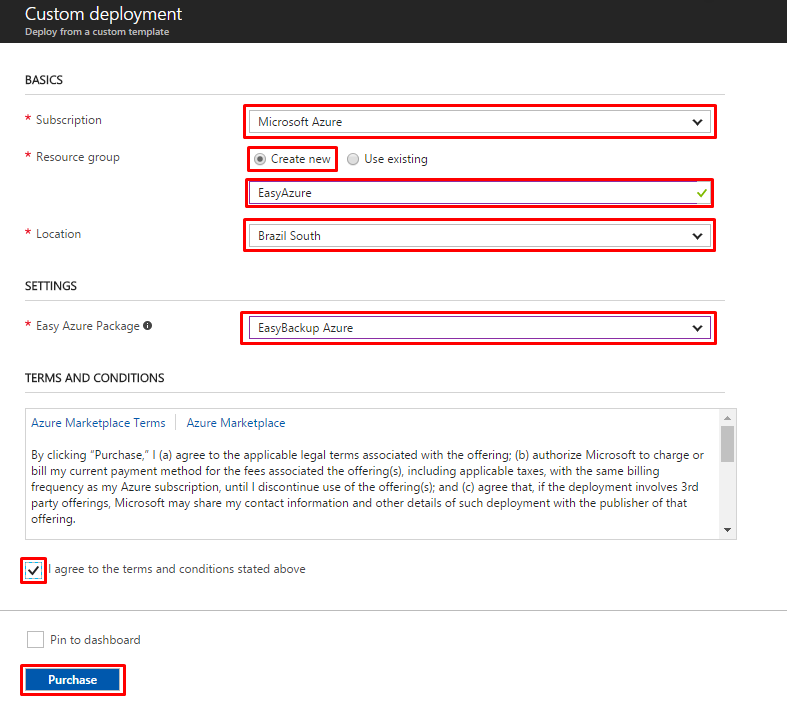 Custom deployment
Deploy from a custom template
BASICS
* Subscription
Microsoft Azure
* Resource group
Create new
Use existing
EasyAzure
* Location
Brazil South
SETTINGS
* Easy Azure Package
EasyBackup Azure
TERMS AND CONDITIONS
Azure Marketplace Terms
Azure Marketplace
By clicking “Purchase,” I (a) agree to the applicable legal terms associated with the offering; (b) authorize Microsoft to charge or
bill my current payment method for the fees associated the offering(s), including applicable taxes, with the same billing
frequency as my Azure subscription, until I discontinue use of the offering(s); and (c) agree that, if the deployment involves 3rd
party offerings, Microsoft may share my contact information and other details of such deployment with the publisher of that
offering.
I agree to the terms and conditions stated above
Pin to dashboard
Purchase